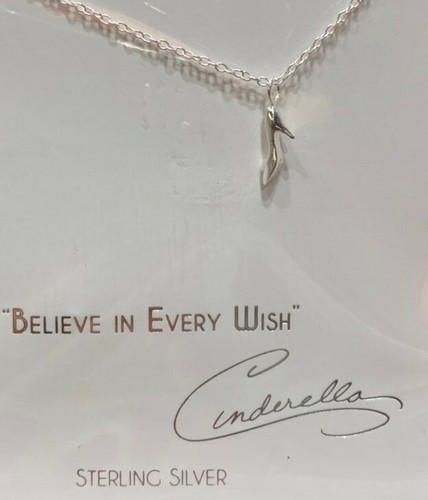 "Believe in Every Wish"
Cinderella
Sterling Silver